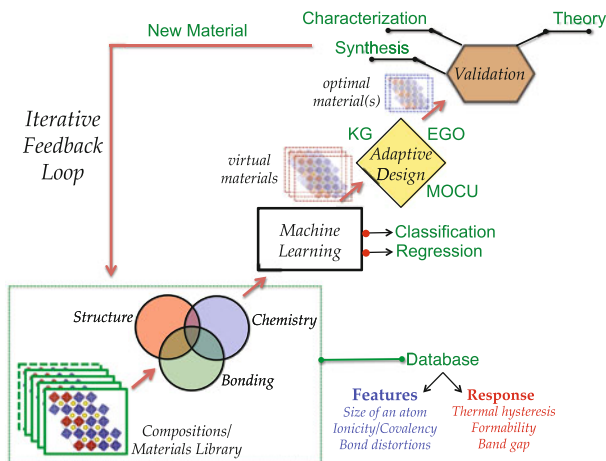 Characterization
Theory
New Material
Synthesis
Validation
optimal
material(s)
Iterative
Feedback
Loop
KG
EGO
Adaptive
Design
virtual
materials
MOCU
Machine
Learning
Classification
Regression
Structure
Chemistry
Bonding
Database
Features
Response
Size of an atom
Thermal hysteresis
Ionicity/Covalency
Formability
Bond distortions
Band gap
Compositions/
Materials Library